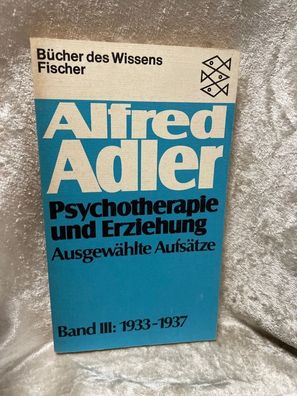 Bücher des Wissens
Fischer
Alfred
Adler
Psychotherapie
und Erziehung
Ausgewählte Aufsätze
Band III: 1933-1937